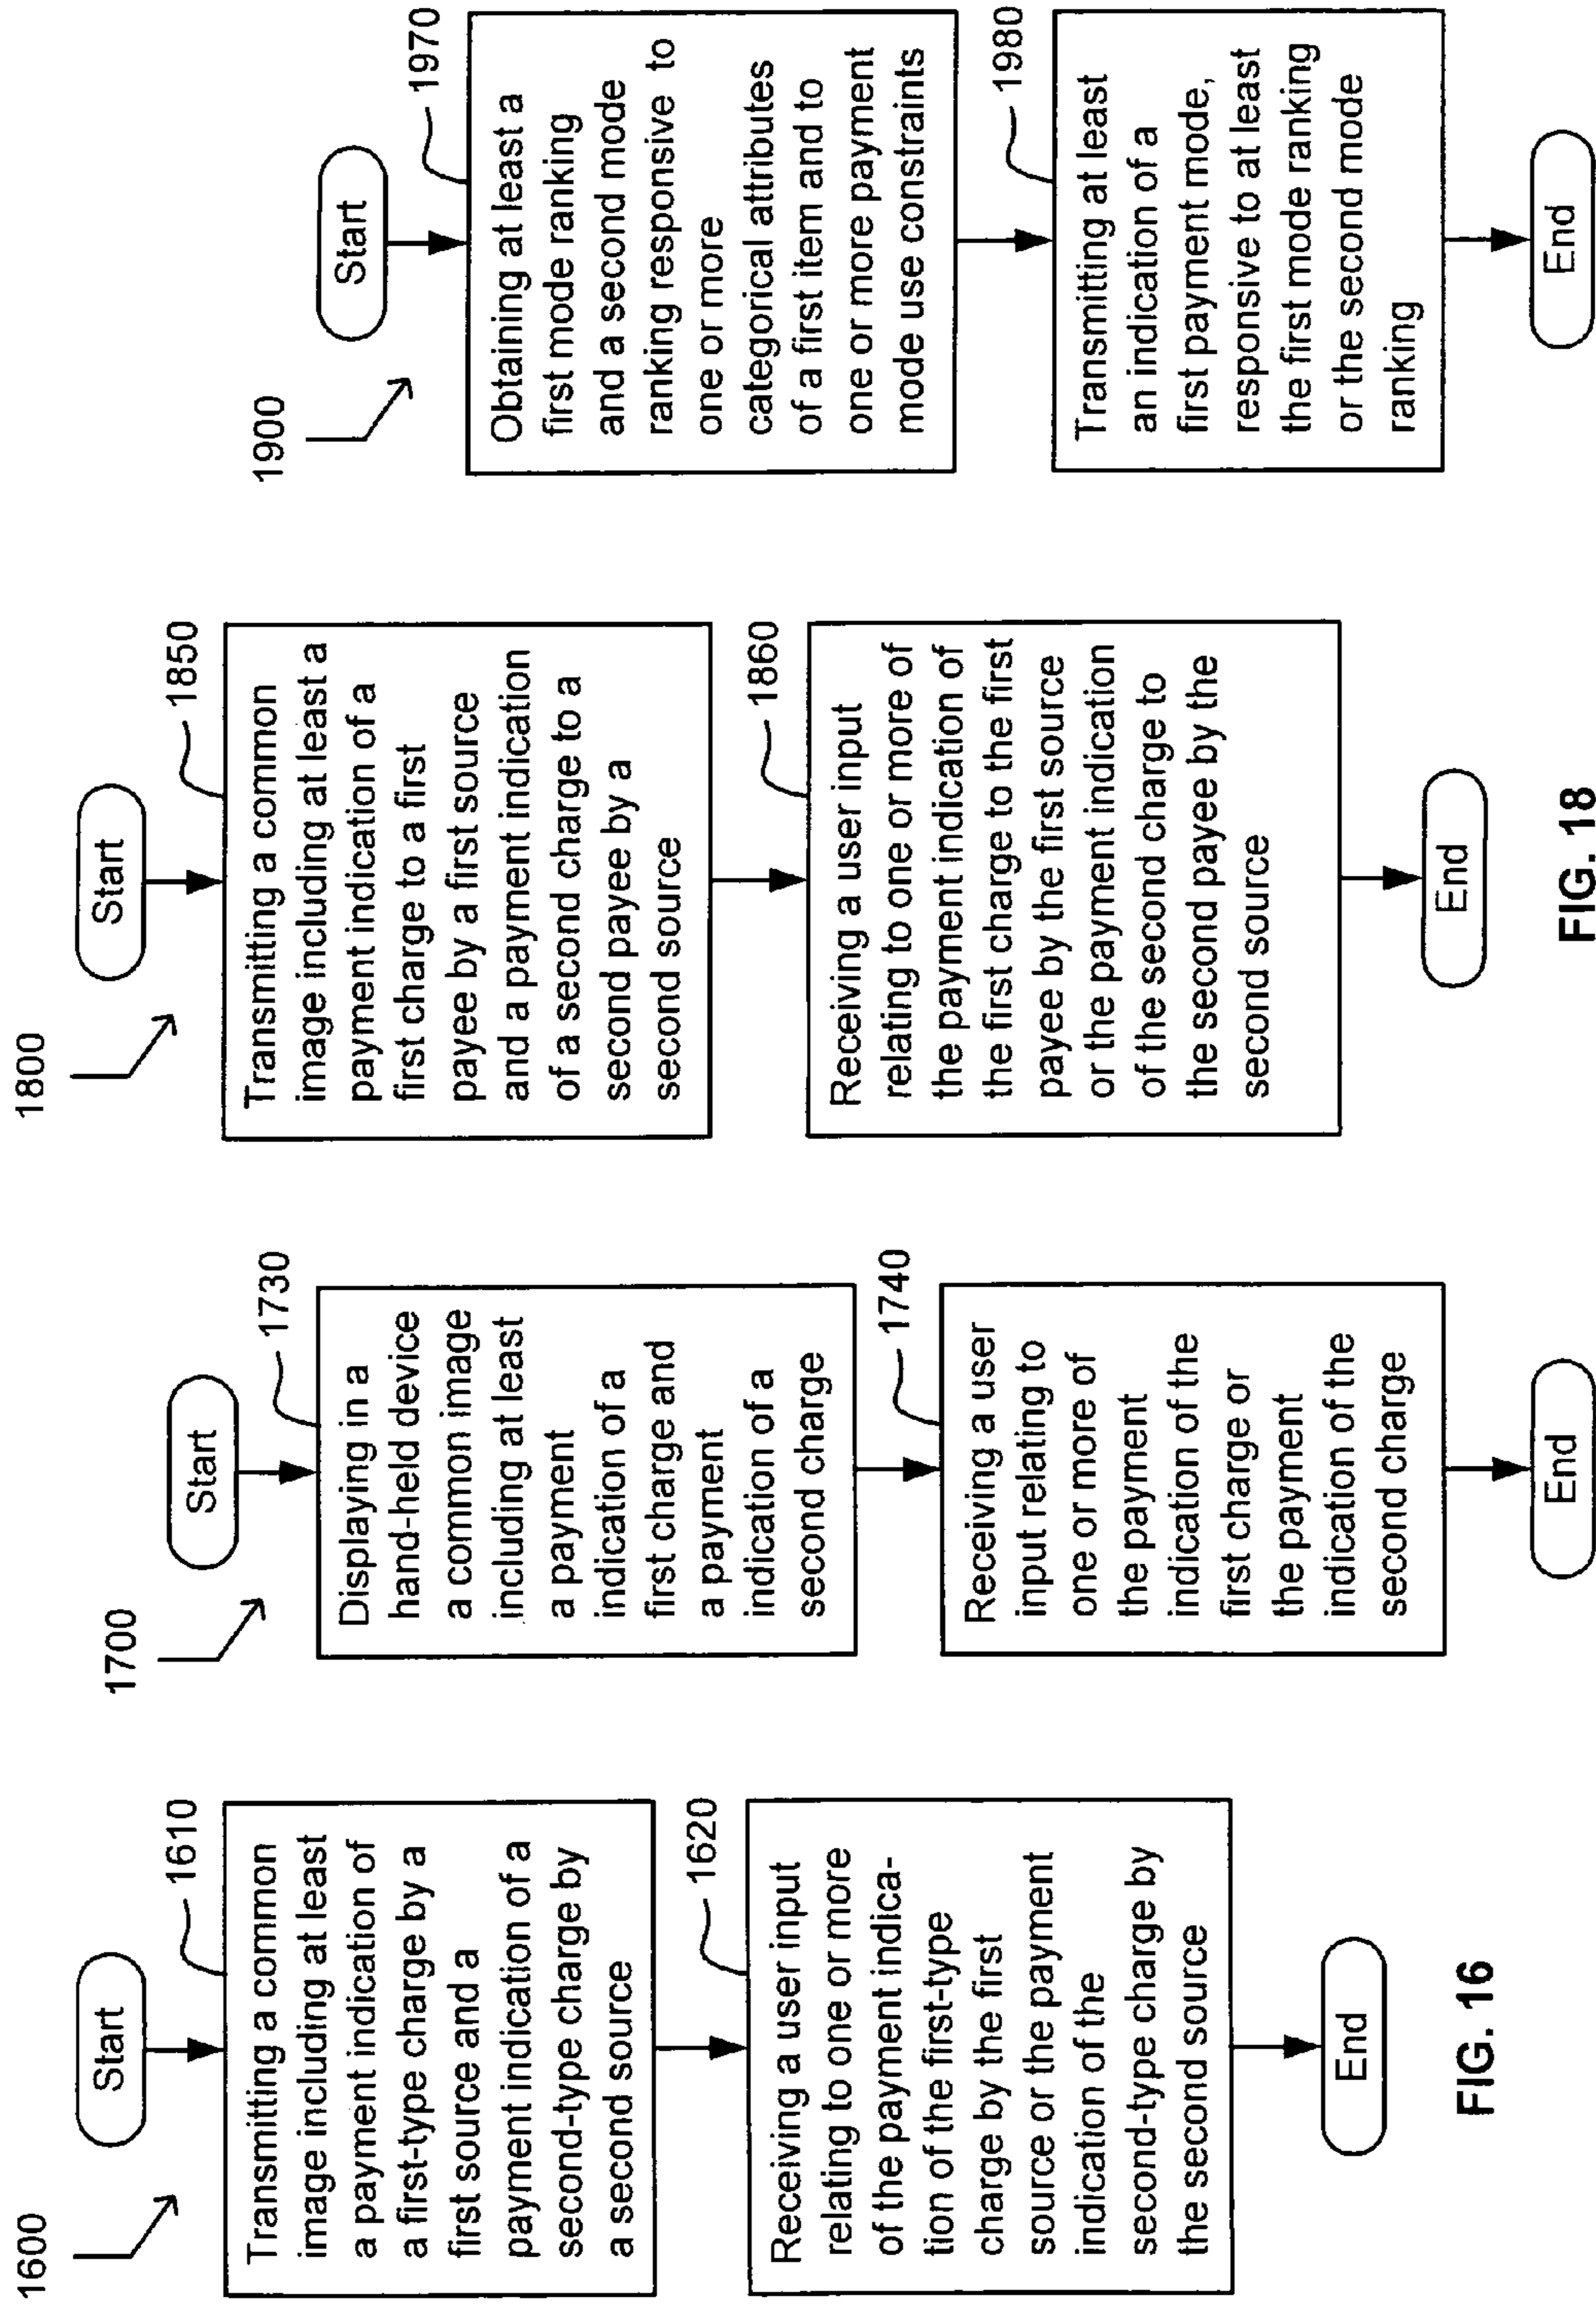 1600
Start
1610
Transmitting a common
image including at least
a payment indication of
a first-type charge by a
first source and a
payment indication of a
second-type charge by
a second source
1620
Receiving a user input
relating to one or more
of the payment indica-
tion of the first-type
charge by the first
source or the payment
indication of the
second-type charge by
the second source
End
FIG. 16
1700
Start
1730
Displaying in a
hand-held device
a common image
including at least
a payment
indication of a
first charge and
a payment
indication of a
second charge
1740
Receiving a user
input relating to
one or more of
the payment
indication of the
first charge or
the payment
indication of the
second charge
End
1800
Start
1850
Transmitting a common
image including at least a
payment indication of a
first charge to a first
payee by a first source
and a payment indication
of a second charge to a
second payee by a
second source
1860
Receiving a user input
relating to one or more of
the payment indication of
the first charge to the first
payee by the first source
or the payment indication
of the second charge to
the second payee by the
second source
End
FIG. 18
1900
Start
1970
Obtaining at least a
first mode ranking
and a second mode
ranking responsive to
one or more
categorical attributes
of a first item and to
one or more payment
mode use constraints
1980
Transmitting at least
an indication of a
first payment mode,
responsive to at least
the first mode ranking
or the second mode
ranking
End